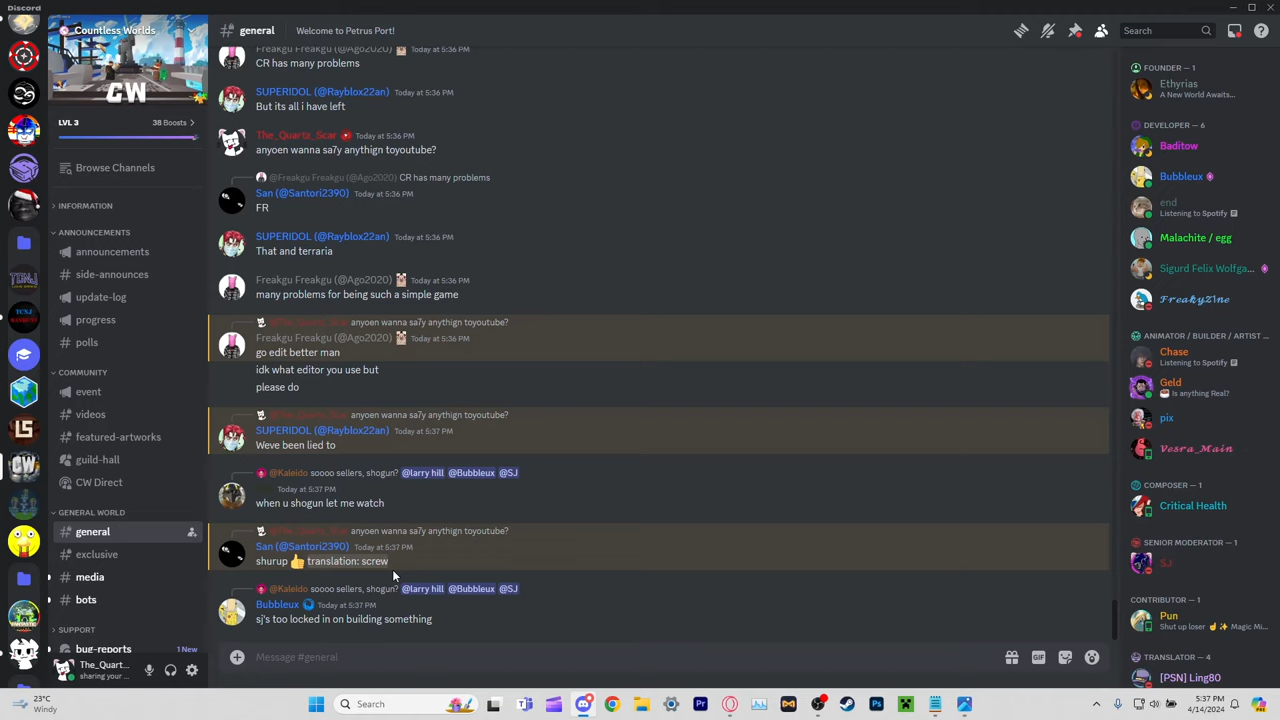 Discord
Countless Worlds
CW
LVL 3
38 Boosts
Browse Channels
INFORMATION
ANNOUNCEMENTS
announcements
side-announces
update-log
progress
polls
COMMUNITY
event
videos
featured-artworks
guild-hall
CW Direct
GENERAL WORLD
general
exclusive
media
bots
SUPPORT
bug-reports 1 New
The_Quart...
sharing your ...
general Welcome to Petrus Port!
Search
Freakgu Freakgu (@Ago2020) Today at 5:36 PM
CR has many problems
SUPERIDOL (@Rayblox22an) Today at 5:36 PM
But its all i have left
The_Quartz_Scar Today at 5:36 PM
anyoen wanna sa7y anythign toyoutube?
@Freakgu Freakgu (@Ago2020) CR has many problems
San (@Santori2390) Today at 5:36 PM
FR
SUPERIDOL (@Rayblox22an) Today at 5:36 PM
That and terraria
Freakgu Freakgu (@Ago2020) Today at 5:36 PM
many problems for being such a simple game
@The_Quartz_Scar anyoen wanna sa7y anythign toyoutube?
Freakgu Freakgu (@Ago2020) Today at 5:36 PM
go edit better man
idk what editor you use but
please do
@The_Quartz_Scar anyoen wanna sa7y anythign toyoutube?
SUPERIDOL (@Rayblox22an) Today at 5:37 PM
Weve been lied to
@Kaleido soooo sellers, shogun? @larry hill @Bubbleux @SJ
Today at 5:37 PM
when u shogun let me watch
@The_Quartz_Scar anyoen wanna sa7y anythign toyoutube?
San (@Santori2390) Today at 5:37 PM
shurup 👍 translation: screw
@Kaleido soooo sellers, shogun? @larry hill @Bubbleux @SJ
Bubbleux Today at 5:37 PM
sj's too locked in on building something
Message #general
GIF
FOUNDER — 1
Ethyrias
A New World Awaits...
DEVELOPER — 6
Baditow
Bubbleux
end
Listening to Spotify
Malachite / egg
Sigurd Felix Wolfga...
𝓕𝓻𝓮𝓪𝓴𝔂𝓩1𝓷𝓮
ANIMATOR / BUILDER / ARTIST ...
Chase
Listening to Spotify
Geld
Is anything Real?
pix
𝓥𝓮𝓼𝓻𝓪_𝓜𝓪𝓲𝓷
COMPOSER — 1
Critical Health
SENIOR MODERATOR — 1
SJ
CONTRIBUTOR — 1
Pun
Shut up loser ☝✨ Magic Mi...
TRANSLATOR — 4
[PSN] Ling80
23°C
Windy
Search
5:37 PM
4/14/2024